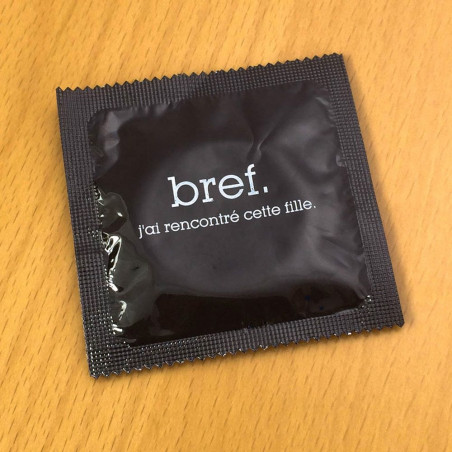 bref.
j'ai rencontré cette fille.